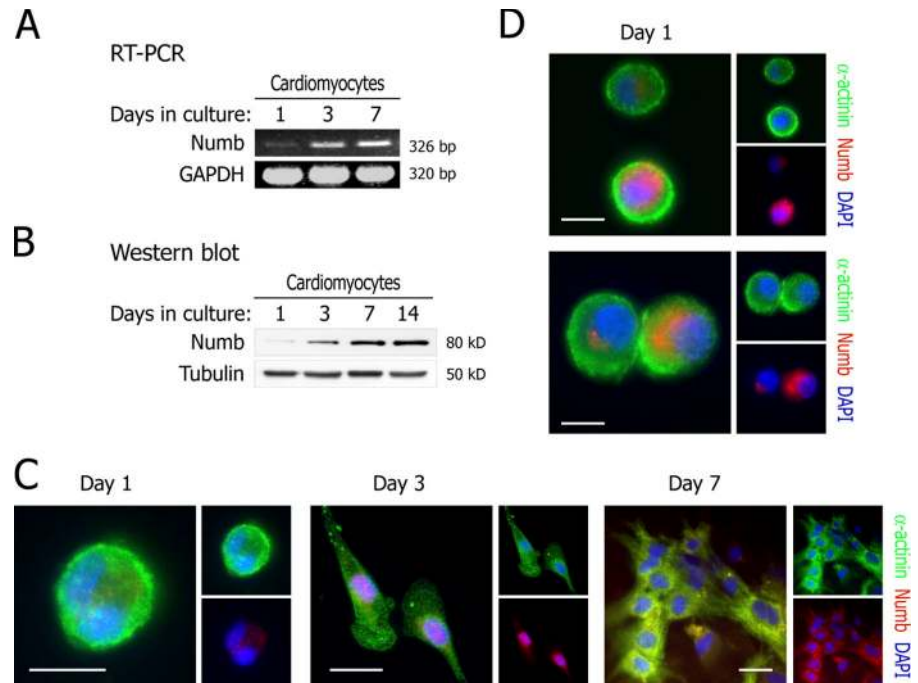 A
RT-PCR
Cardiomyocytes
Days in culture: 1 3 7
Numb 326 bp
GAPDH 320 bp
B
Western blot
Cardiomyocytes
Days in culture: 1 3 7 14
Numb 80 kD
Tubulin 50 kD
D
Day 1
α-actinin Numb DAPI
α-actinin Numb DAPI
C
Day 1 Day 3 Day 7
α-actinin Numb DAPI